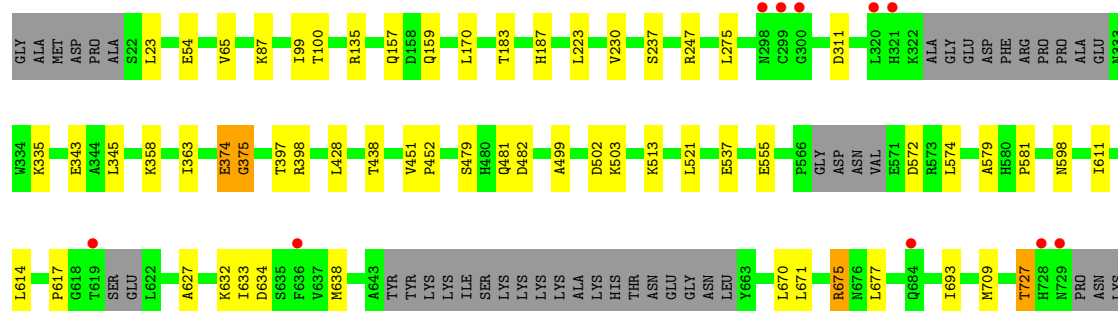 GLY ALA MET ASP PRO ALA S22 L23 E54 V65 K87 I99 T100 R135 Q157 D158 Q159 L170 T183 H187 L223 V230 S237 R247 L275 N298 C299 G300 D311 L320 H321 K322 ALA GLY GLU ASP PHE ARG PRO PRO ALA GLU N333
W334 K335 E343 A344 L345 K358 I363 E374 G375 T397 R398 L428 T438 V451 P452 S479 H480 Q481 D482 A499 D502 K503 K513 L521 E537 E555 P566 GLY ASP ASN VAL E571 D572 R573 L574 A579 H580 P581 N598 I611
L614 P617 G618 T619 SER GLU L622 A627 K632 I633 D634 S635 F636 V637 M638 A643 TYR TYR LYS LYS ILE SER LYS LYS LYS LYS ALA LYS HIS THR ASN GLU GLY ASN LEU Y663 L670 L671 R675 N676 L677 Q684 I693 M709 T727 H728 N729 PRO ASN LYS